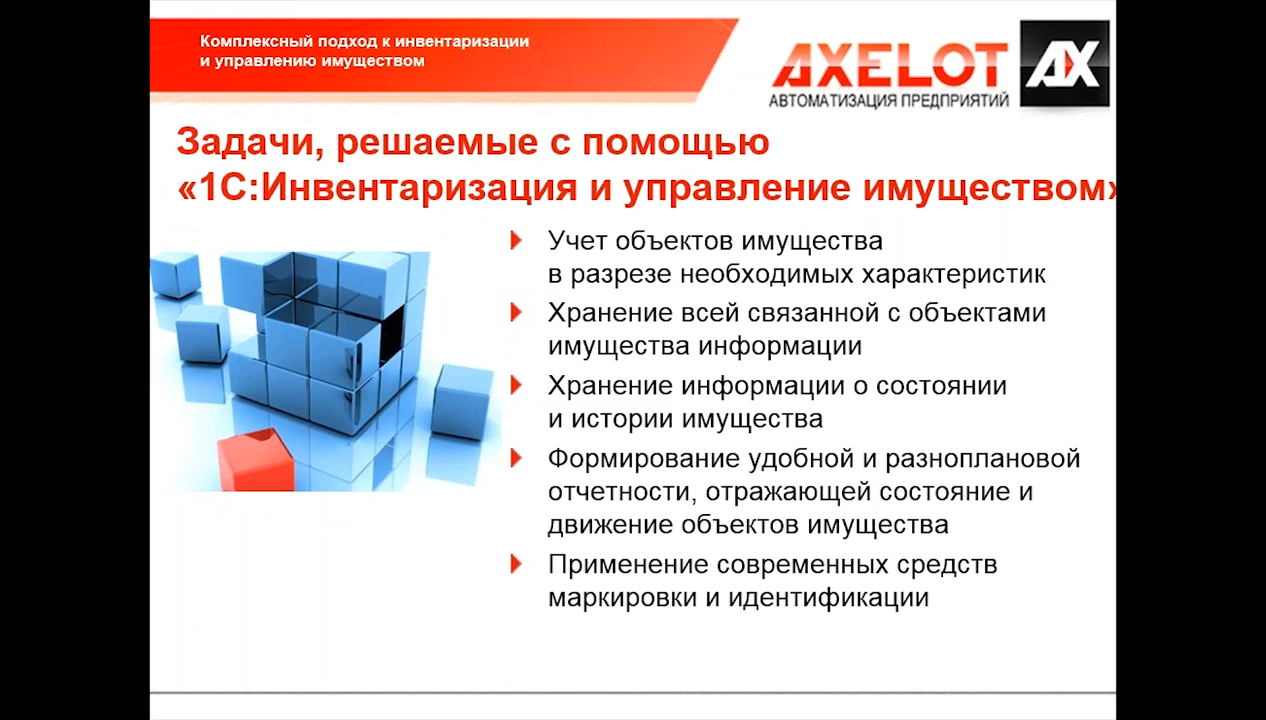 Комплексный подход к инвентаризации
и управлению имуществом
AXELOT
АВТОМАТИЗАЦИЯ ПРЕДПРИЯТИЙ
AX
Задачи, решаемые с помощью
«1С:Инвентаризация и управление имуществом»
Учет объектов имущества
в разрезе необходимых характеристик
Хранение всей связанной с объектами
имущества информации
Хранение информации о состоянии
и истории имущества
Формирование удобной и разноплановой
отчетности, отражающей состояние и
движение объектов имущества
Применение современных средств
маркировки и идентификации